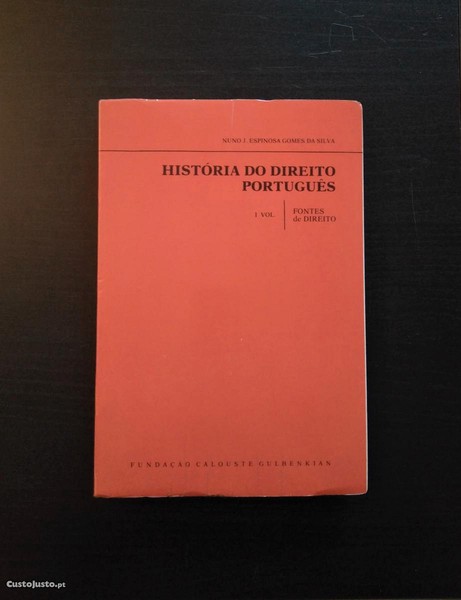 NUNO J. ESPINOSA GOMES DA SILVA
HISTÓRIA DO DIREITO
PORTUGUÊS
I VOL.
FONTES
de DIREITO
FUNDAÇÃO CALOUSTE GULBENKIAN
CustoJusto.pt